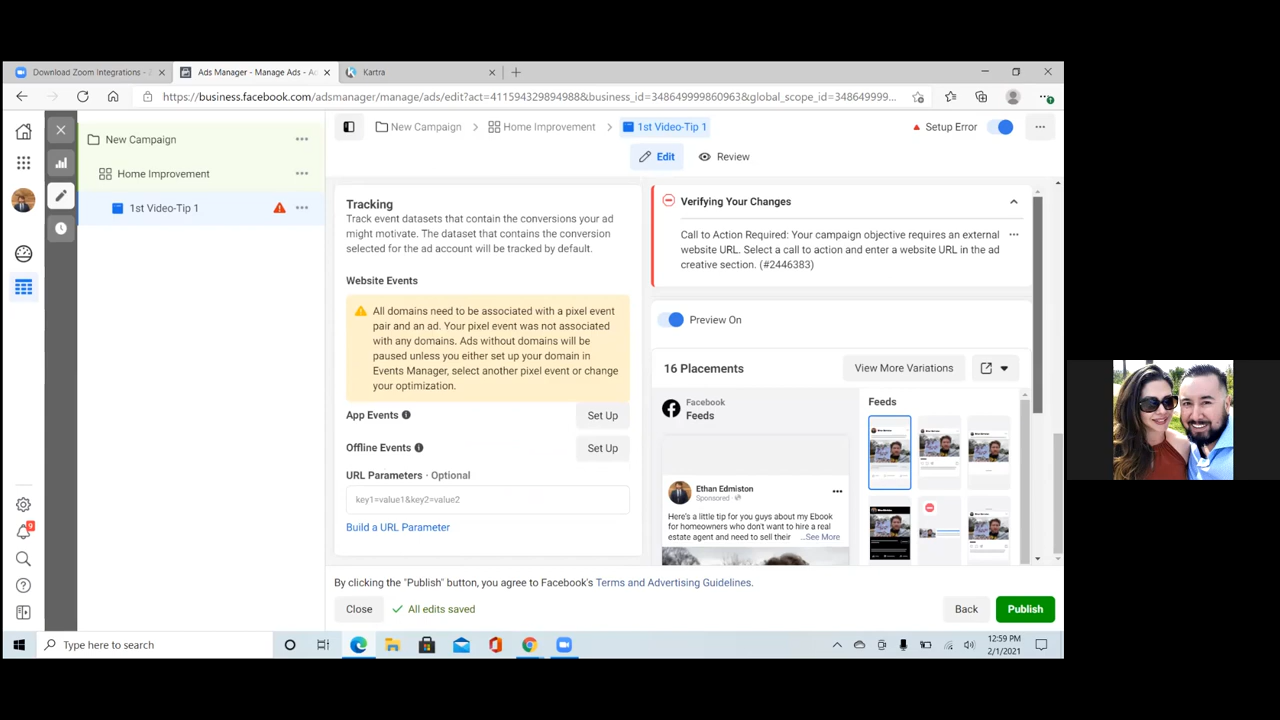 Download Zoom Integrations - Z
Ads Manager - Manage Ads - Ad
Kartra
https://business.facebook.com/adsmanager/manage/ads/edit?act=411594329894988&business_id=348649999860963&global_scope_id=348649999...
New Campaign
Home Improvement
1st Video-Tip 1
New Campaign
Home Improvement
1st Video-Tip 1
Setup Error
Edit
Review
Tracking
Track event datasets that contain the conversions your ad
might motivate. The dataset that contains the conversion
selected for the ad account will be tracked by default.
Website Events
All domains need to be associated with a pixel event
pair and an ad. Your pixel event was not associated
with any domains. Ads without domains will be
paused unless you either set up your domain in
Events Manager, select another pixel event or change
your optimization.
App Events
Set Up
Offline Events
Set Up
URL Parameters · Optional
key1=value1&key2=value2
Build a URL Parameter
Verifying Your Changes
Call to Action Required: Your campaign objective requires an external
website URL. Select a call to action and enter a website URL in the ad
creative section. (#2446383)
Preview On
16 Placements
View More Variations
Facebook
Feeds
Feeds
Ethan Edmiston
Sponsored
Here's a little tip for you guys about my Ebook
for homeowners who don't want to hire a real
estate agent and need to sell their ...See More
9
By clicking the "Publish" button, you agree to Facebook's Terms and Advertising Guidelines.
Close
All edits saved
Back
Publish
Type here to search
12:59 PM
2/1/2021